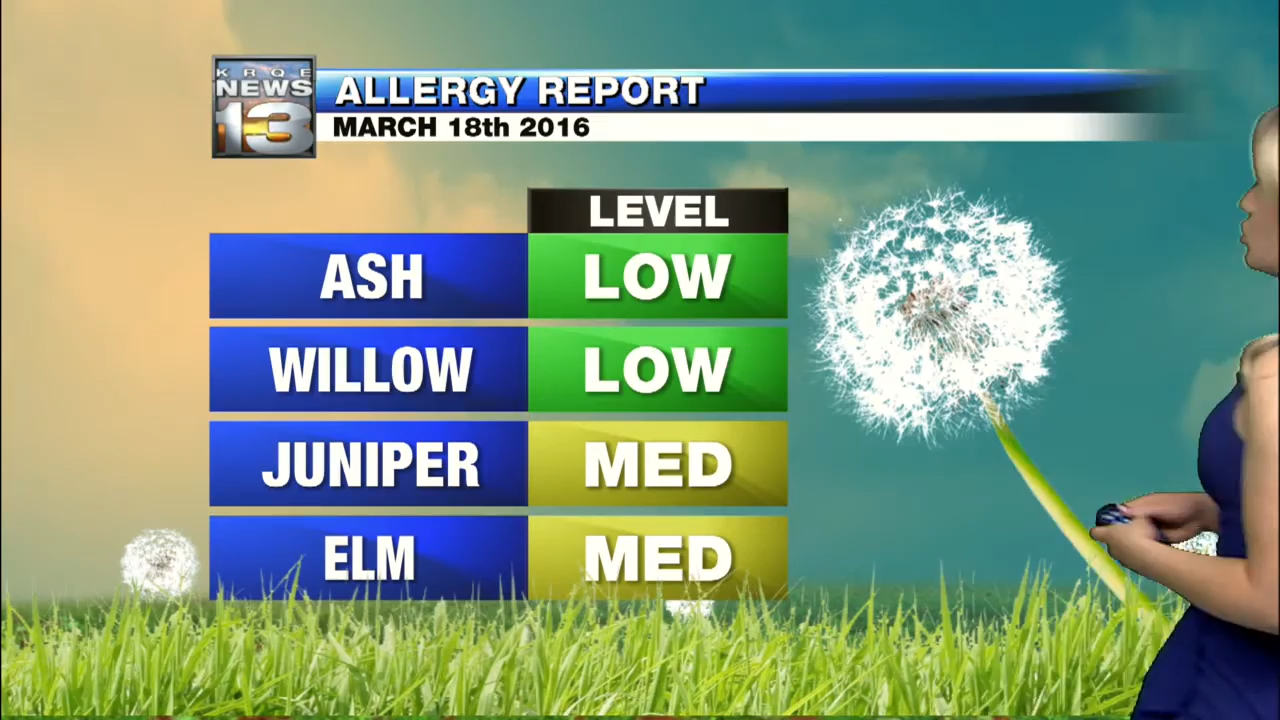 KRQE
NEWS
13
ALLERGY REPORT
MARCH 18th 2016
LEVEL
ASH LOW
WILLOW LOW
JUNIPER MED
ELM MED